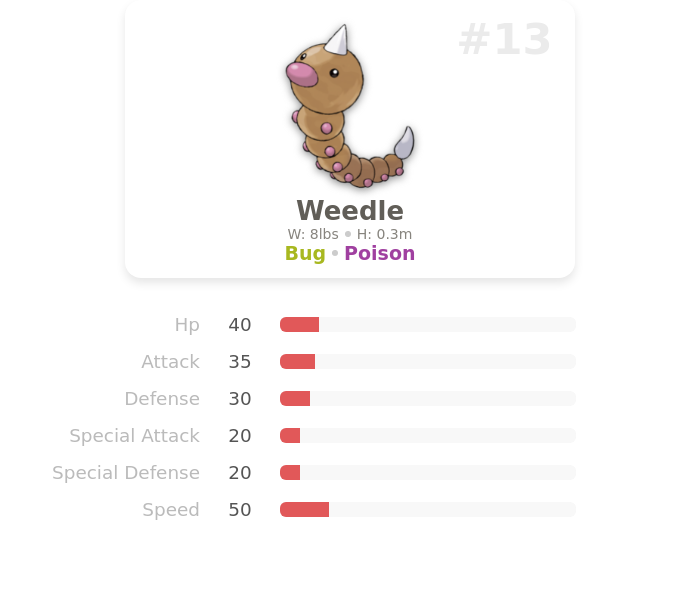 #13
Weedle
W: 8lbs • H: 0.3m
Bug • Poison
Hp 40
Attack 35
Defense 30
Special Attack 20
Special Defense 20
Speed 50